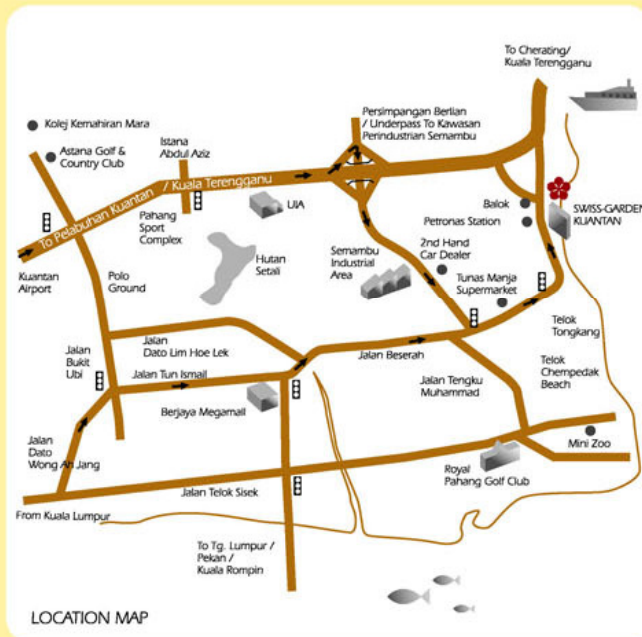 To Cherating/
Kuala Terengganu
Kolej Kemahiran Mara
Persimpangan Berlian
/ Underpass To Kawasan
Perindustrian Semambu
Astana Golf &
Country Club
Istana
Abdul Aziz
To Pelabuhan Kuantan / Kuala Terengganu
Balok
SWISS-GARDEN
KUANTAN
UIA
Petronas Station
Pahang
Sport
Complex
2nd Hand
Car Dealer
Semambu
Industrial
Area
Hutan
Setali
Kuantan
Airport
Polo
Ground
Tunas Manja
Supermarket
Telok
Tongkang
Jalan
Dato Lim Hoe Lek
Jalan
Bukit
Ubi
Jalan Beserah
Telok
Chempedak
Beach
Jalan Tun Ismail
Jalan Tengku
Muhammad
Berjaya Megamall
Jalan
Dato
Wong Ah Jang
Mini Zoo
Royal
Pahang Golf Club
Jalan Telok Sisek
From Kuala Lumpur
To Tg. Lumpur /
Pekan /
Kuala Rompin
LOCATION MAP